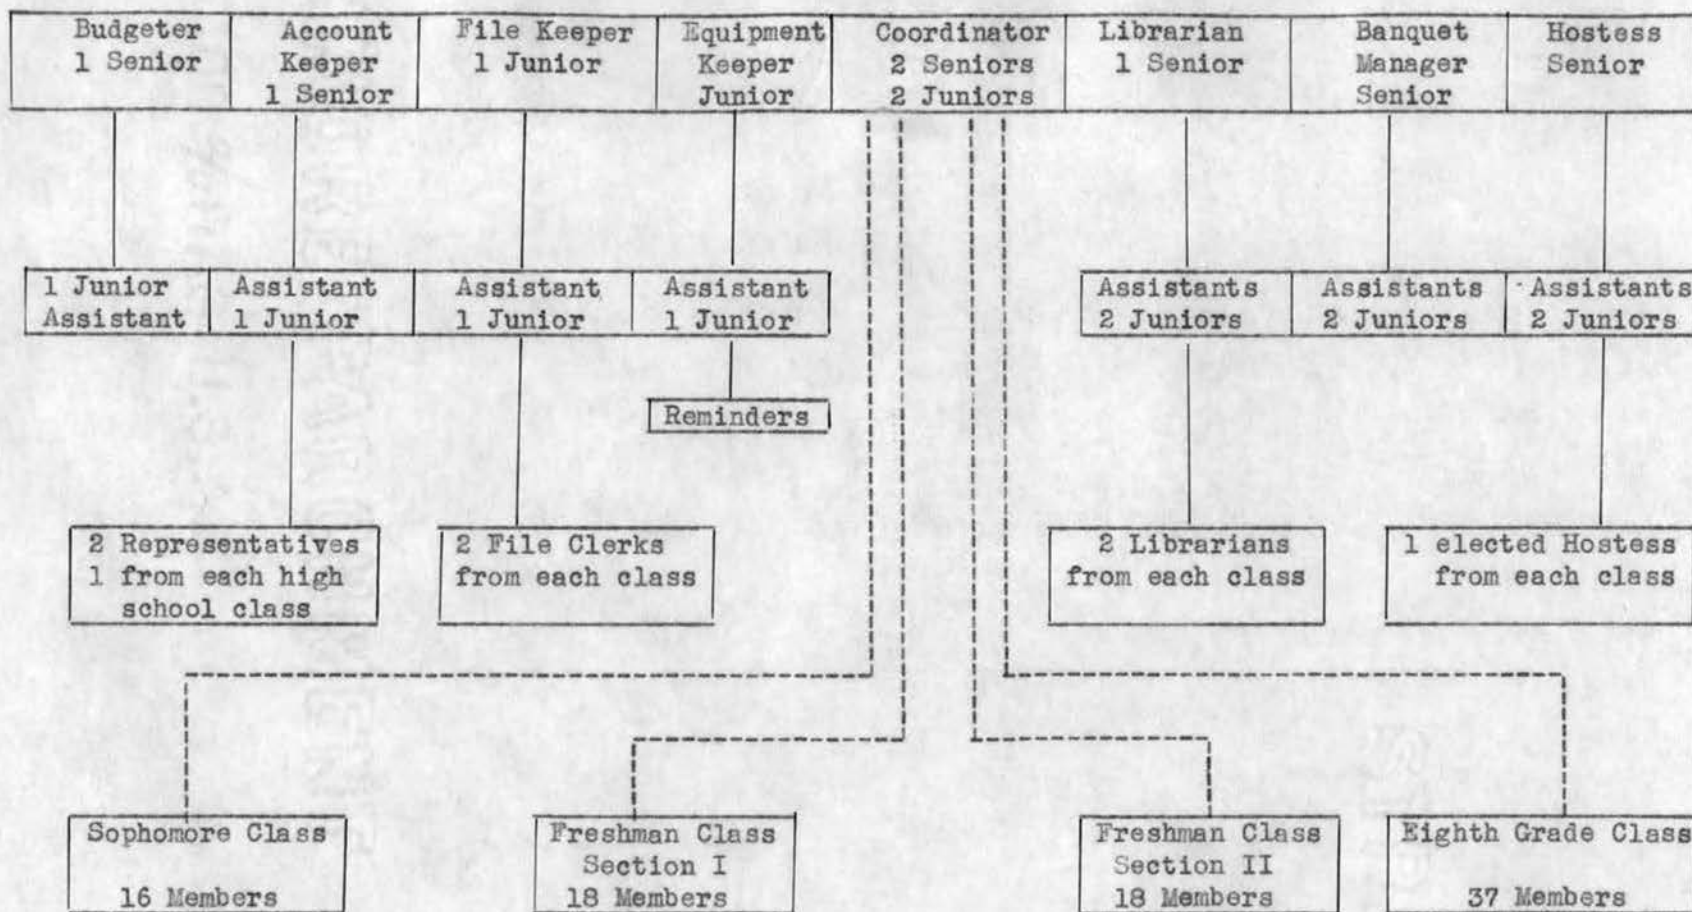 Budgeter
1 Senior
Account
Keeper
1 Senior
File Keeper
1 Junior
Equipment
Keeper
Junior
Coordinator
2 Seniors
2 Juniors
Librarian
1 Senior
Banquet
Manager
Senior
Hostess
Senior
1 Junior
Assistant
Assistant
1 Junior
Assistant
1 Junior
Assistant
1 Junior
Assistants
2 Juniors
Assistants
2 Juniors
Assistants
2 Juniors
Reminders
2 Representatives
1 from each high
school class
2 File Clerks
from each class
2 Librarians
from each class
1 elected Hostess
from each class
Sophomore Class
16 Members
Freshman Class
Section I
18 Members
Freshman Class
Section II
18 Members
Eighth Grade Class
37 Members